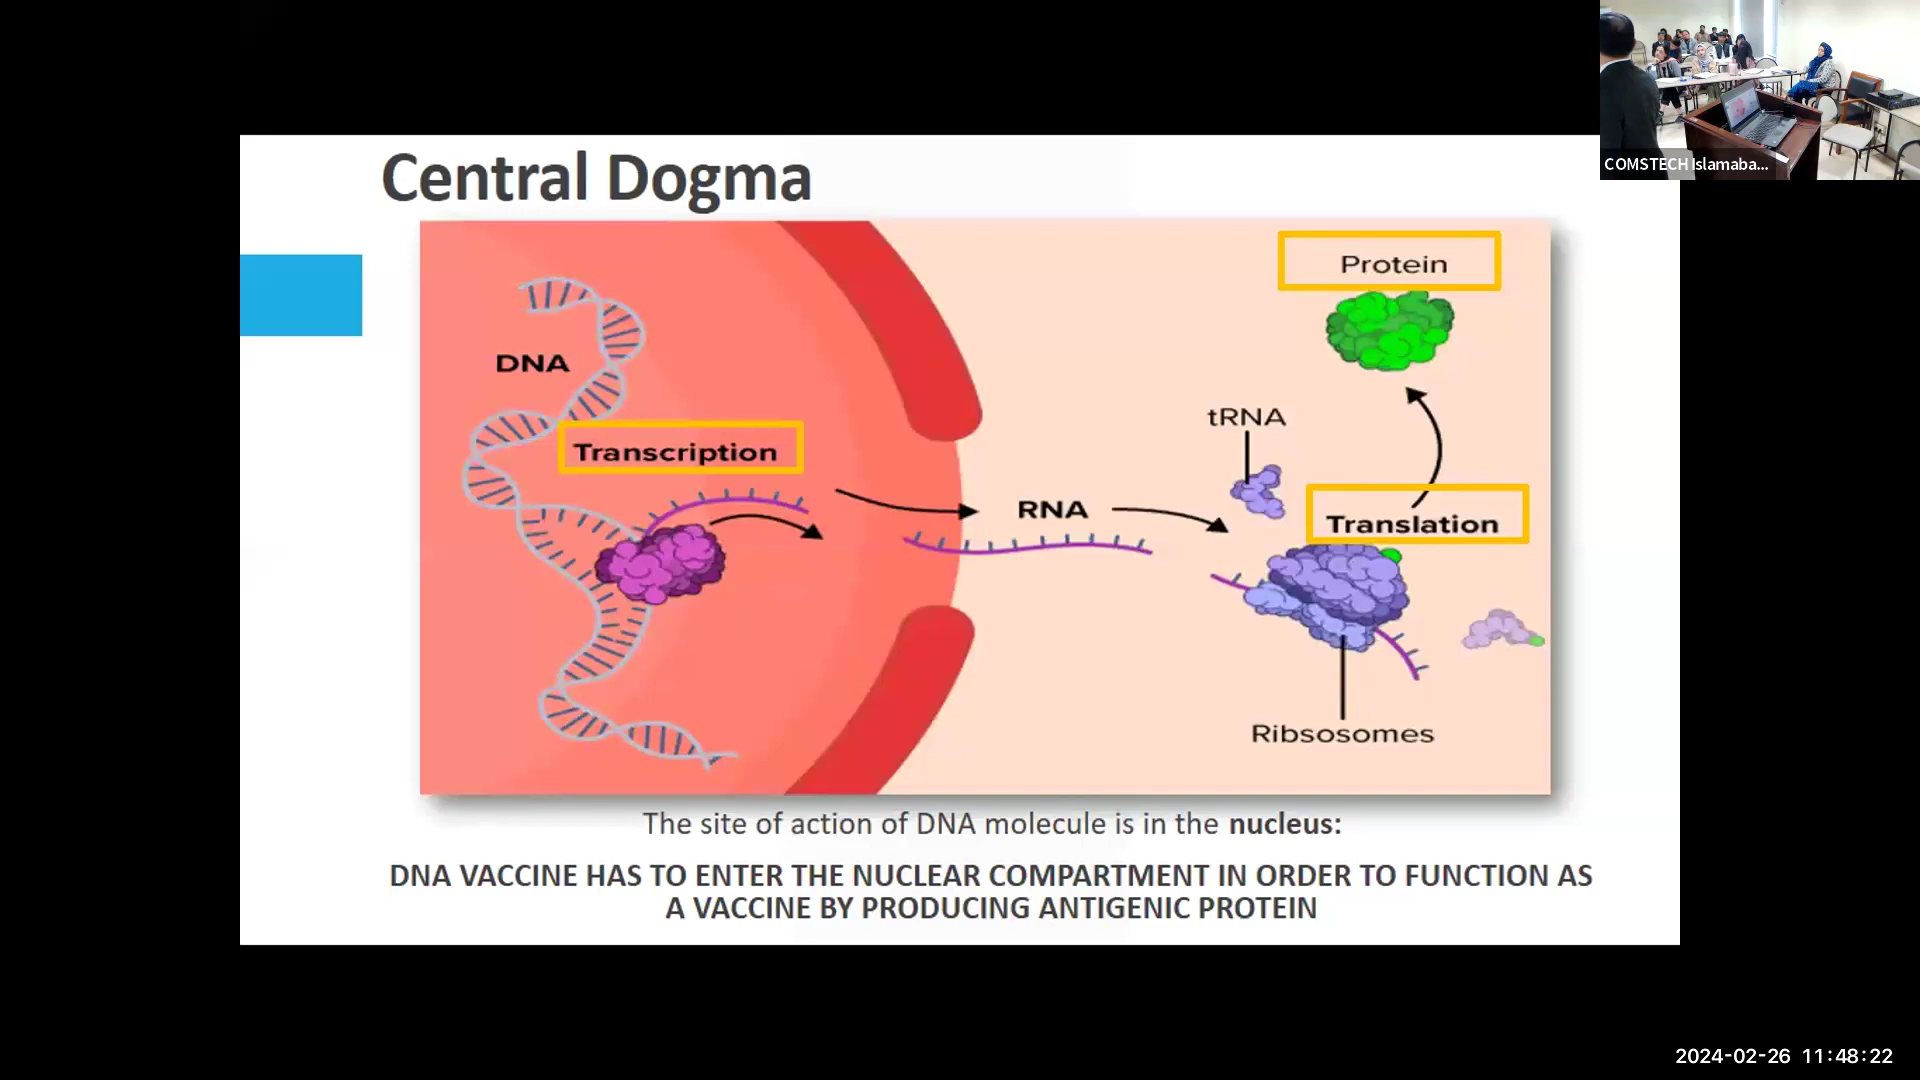 COMSTECH Islamaba...
Central Dogma
Protein
DNA
tRNA
Transcription
RNA
Translation
Ribsosomes
The site of action of DNA molecule is in the nucleus:
DNA VACCINE HAS TO ENTER THE NUCLEAR COMPARTMENT IN ORDER TO FUNCTION AS
A VACCINE BY PRODUCING ANTIGENIC PROTEIN
2024-02-26 11:48:22